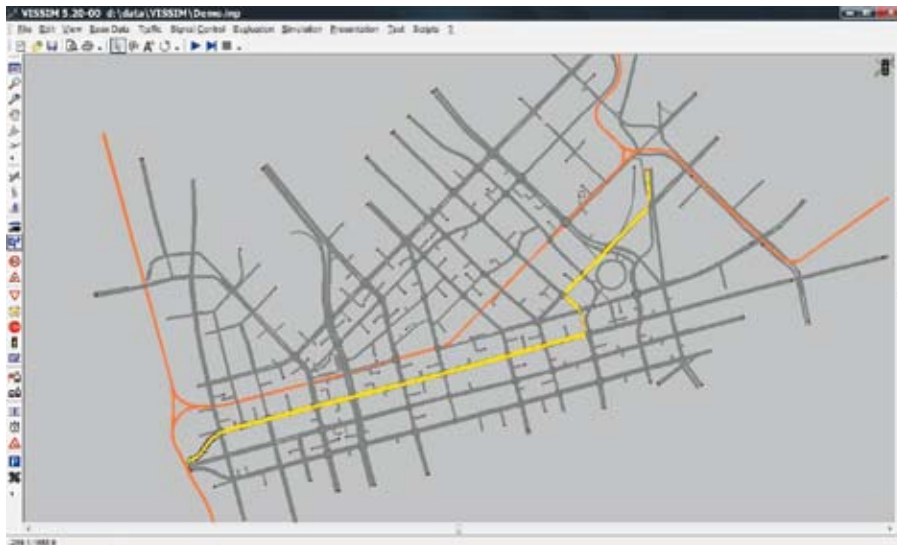 VISSIM 5.20-00 d:\data\VISSIM\Demo.inp
File Edit View Base Data Traffic Signal Control Evaluation Simulation Presentation Test Scripts ?